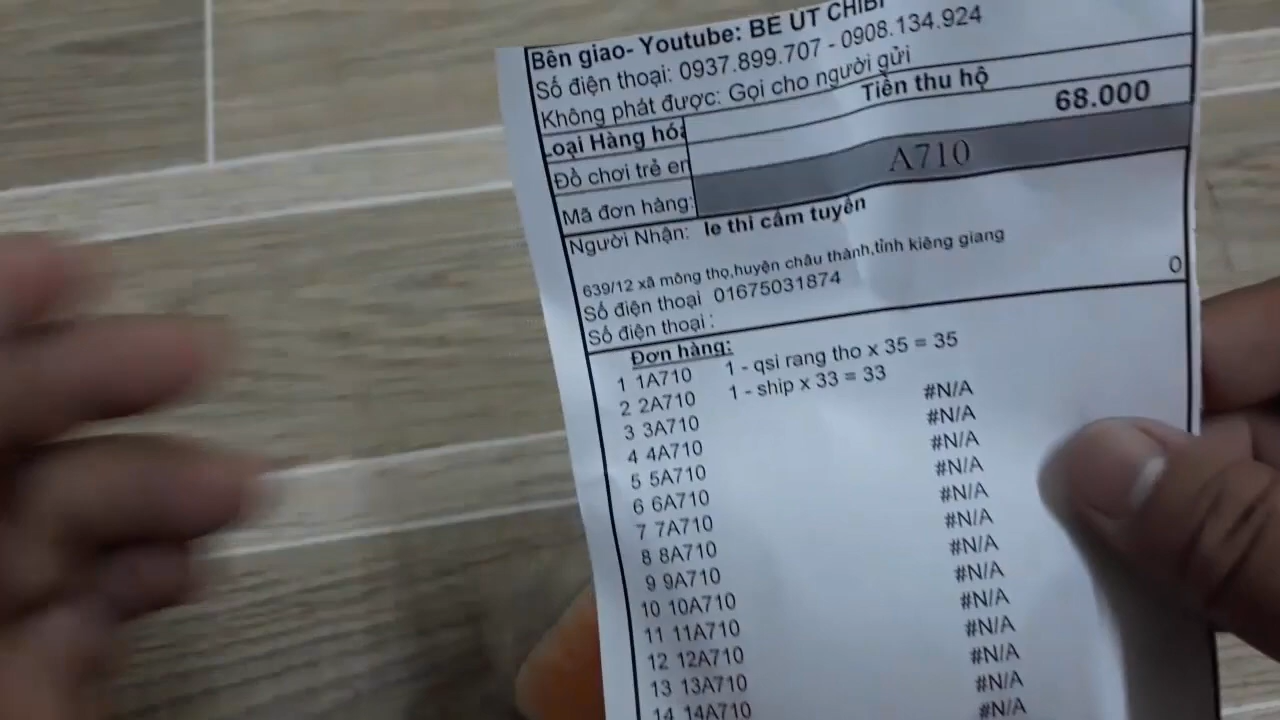 Bên giao- Youtube: BÉ ÚT CHIBI
Số điện thoại: 0937.899.707 - 0908.134.924
Không phát được: Gọi cho người gửi
Loại Hàng hóa
Tiền thu hộ
Đồ chơi trẻ em
68.000
Mã đơn hàng:
A710
Người Nhận: le thi cẩm tuyên
639/12 xã mông thọ,huyện châu thành,tỉnh kiêng giang
Số điện thoại 01675031874
0
Số điện thoại :
Đơn hàng:
1 1A710 1 - qsi rang tho x 35 = 35
2 2A710 1 - ship x 33 = 33
3 3A710 #N/A
4 4A710 #N/A
5 5A710 #N/A
6 6A710 #N/A
7 7A710 #N/A
8 8A710 #N/A
9 9A710 #N/A
10 10A710 #N/A
11 11A710 #N/A
12 12A710 #N/A
13 13A710 #N/A
14 14A710 #N/A
#N/A